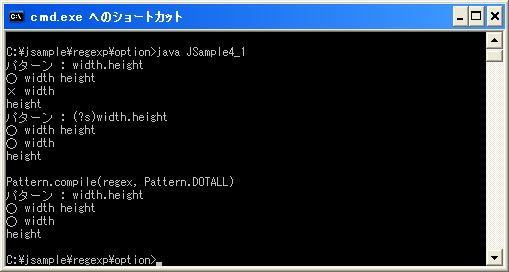 cmd.exe へのショートカット
C:¥jsample¥regexp¥option>java JSample4_1
パターン : width.height
○ width height
× width
height
パターン : (?s)width.height
○ width height
○ width
height
Pattern.compile(regex, Pattern.DOTALL)
パターン : width.height
○ width height
○ width
height
C:¥jsample¥regexp¥option>